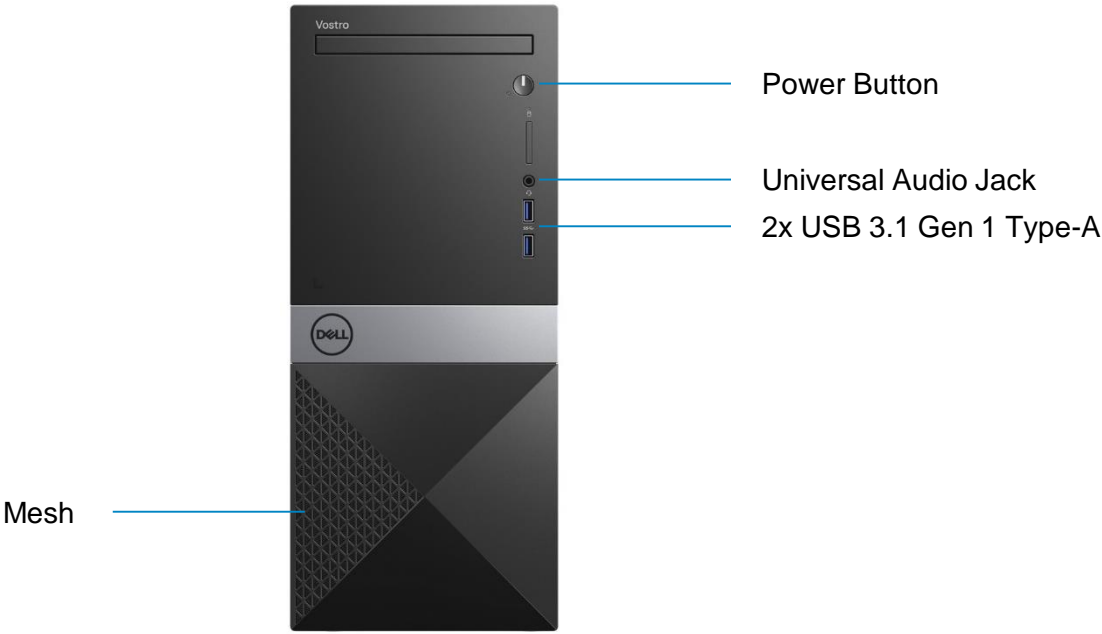 Vostro
Power Button
Universal Audio Jack
2x USB 3.1 Gen 1 Type-A
DELL
Mesh